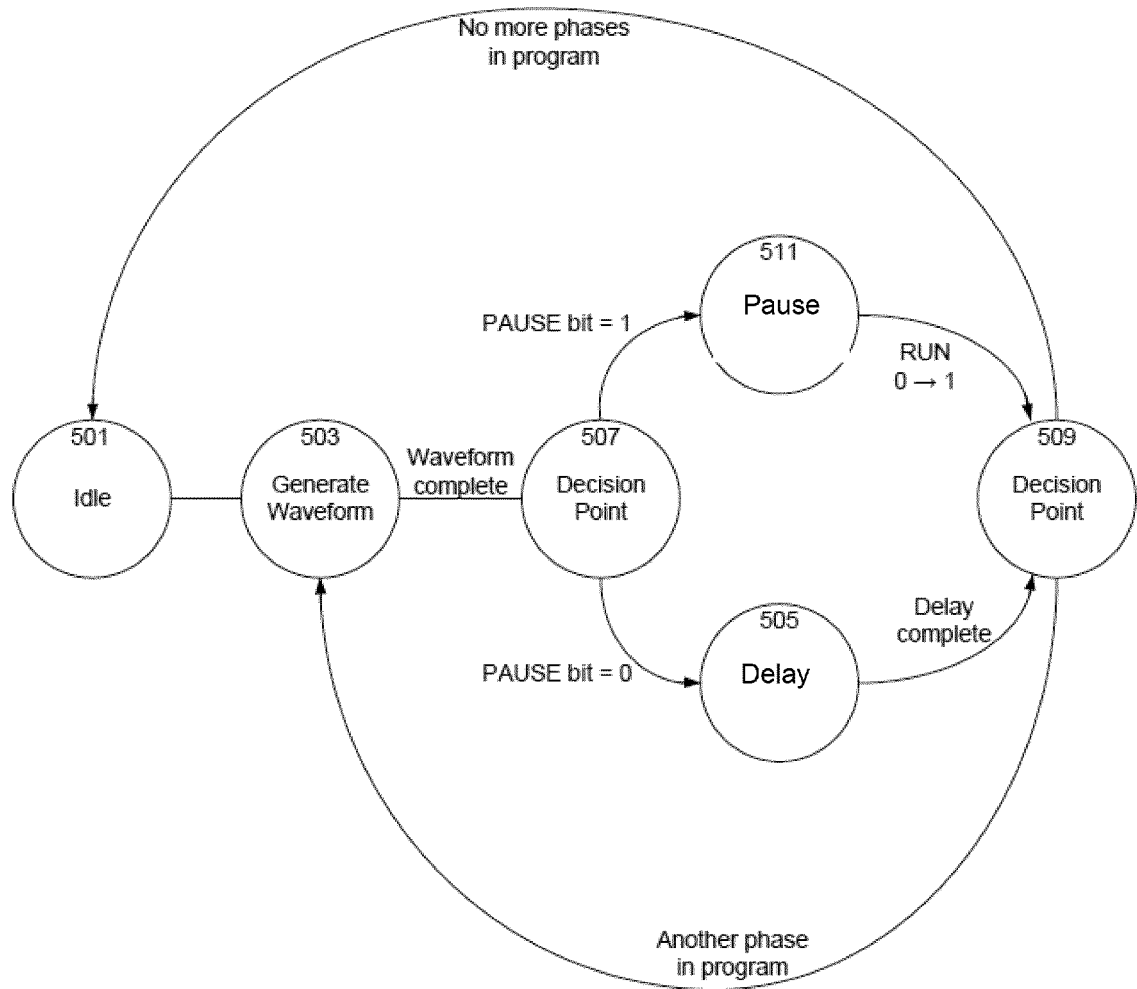 No more phases
in program
511
Pause
PAUSE bit = 1
RUN
0 → 1
501
Idle
503
Generate
Waveform
Waveform
complete
507
Decision
Point
509
Decision
Point
505
Delay
PAUSE bit = 0
Delay
complete
Another phase
in program